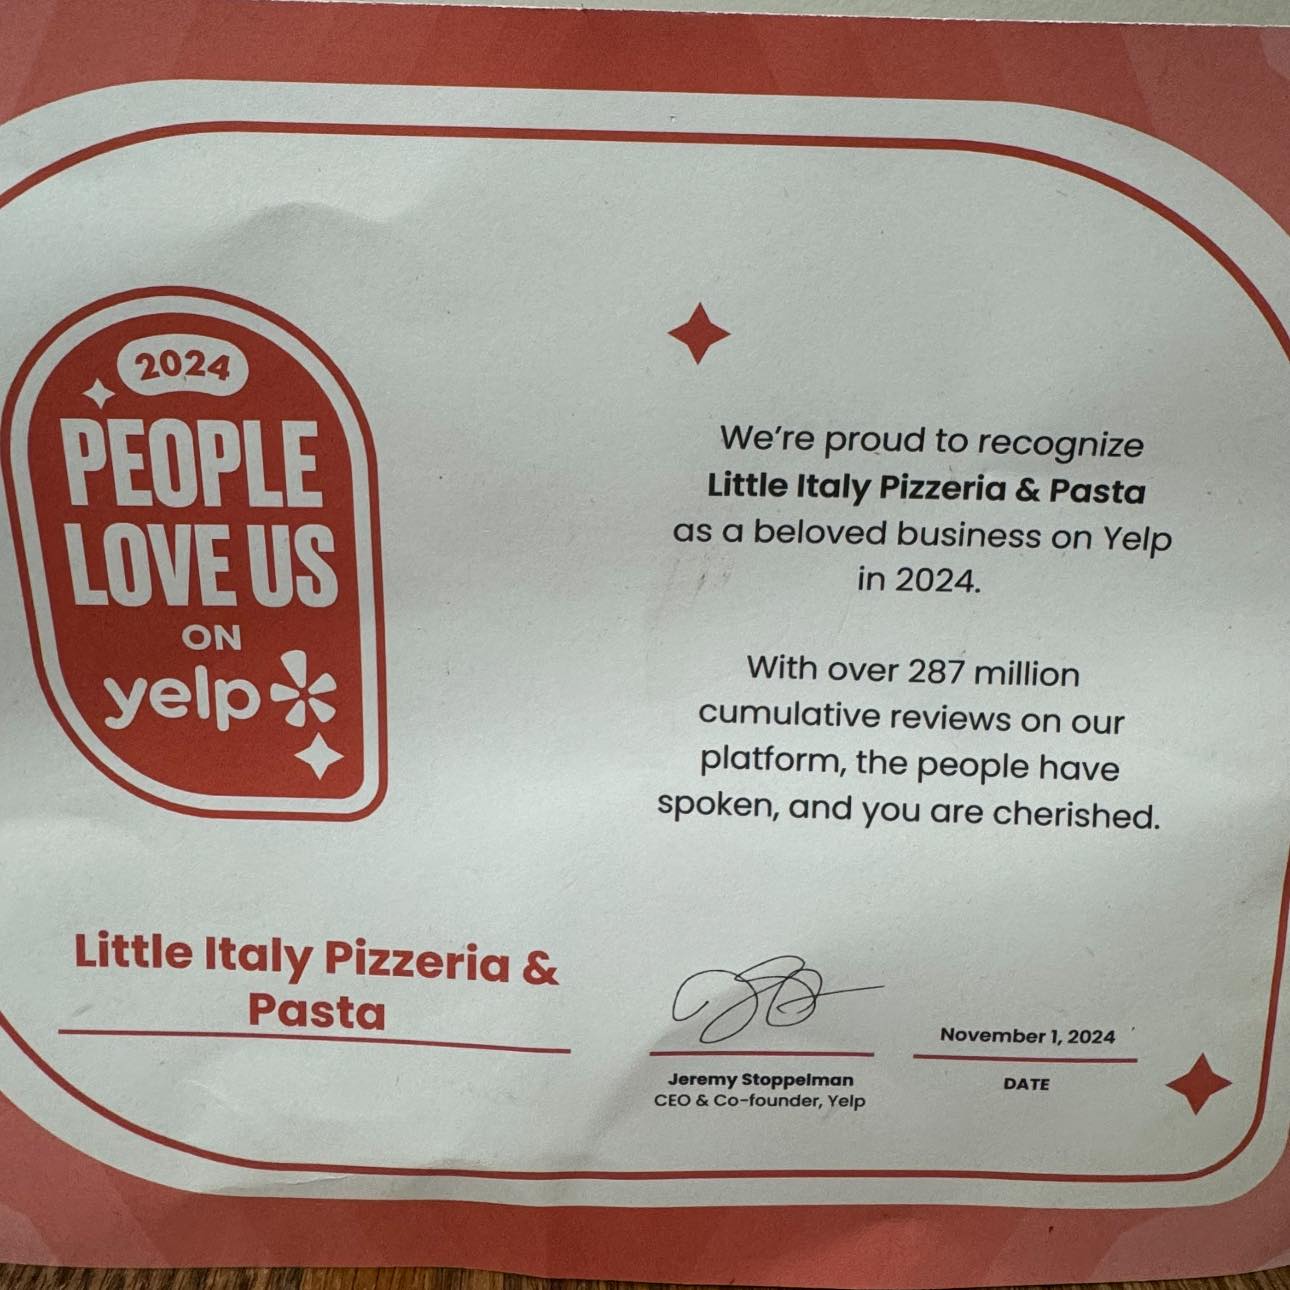 2024
PEOPLE
LOVE US
ON
yelp
We're proud to recognize
Little Italy Pizzeria & Pasta
as a beloved business on Yelp
in 2024.
With over 287 million
cumulative reviews on our
platform, the people have
spoken, and you are cherished.
Little Italy Pizzeria &
Pasta
Jeremy Stoppelman
CEO & Co-founder, Yelp
November 1, 2024
DATE